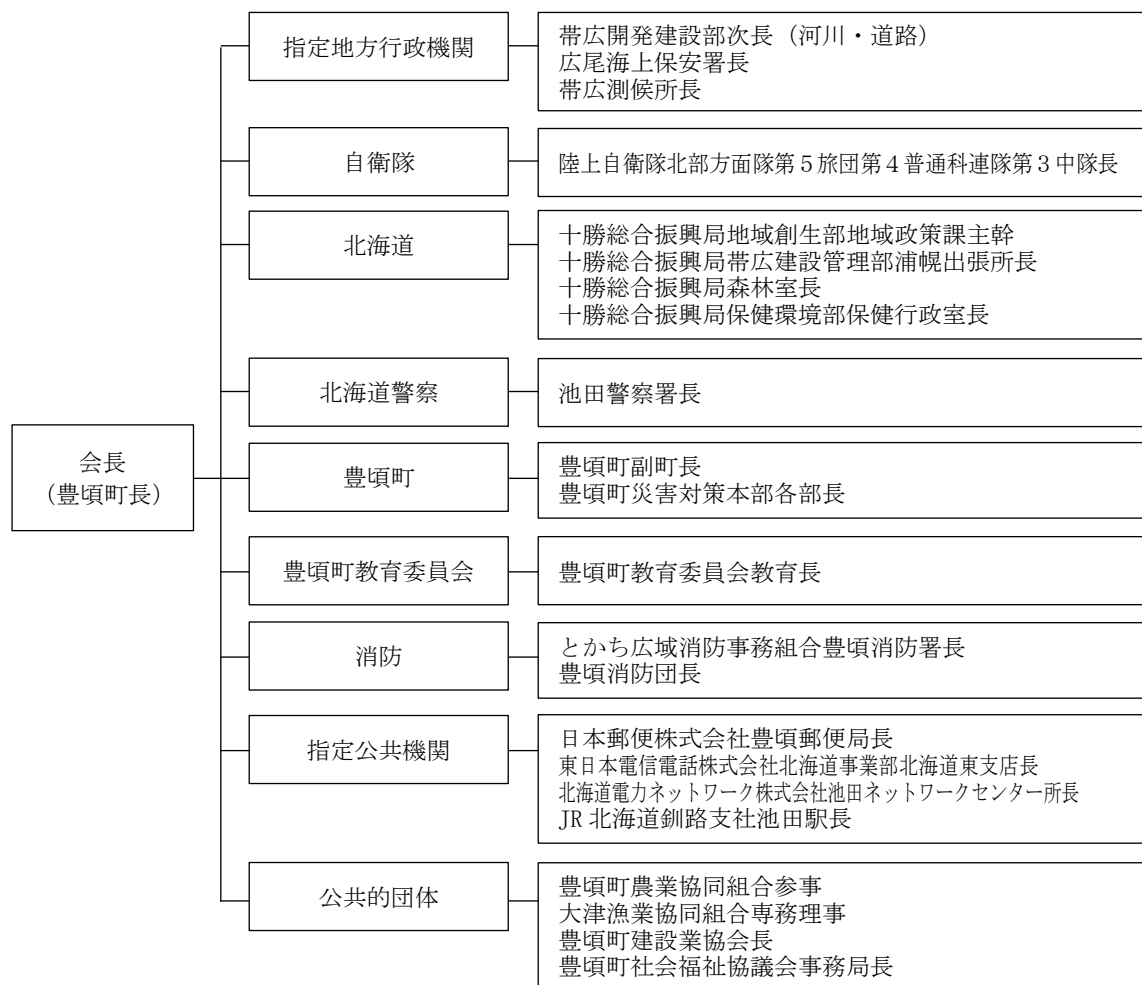 会長
(豊頃町長)
指定地方行政機関
帯広開発建設部次長(河川・道路)
広尾海上保安署長
帯広測候所長
自衛隊
陸上自衛隊北部方面隊第5旅団第4普通科連隊第3中隊長
北海道
十勝総合振興局地域創生部地域政策課主幹
十勝総合振興局帯広建設管理部浦幌出張所長
十勝総合振興局森林室長
十勝総合振興局保健環境部保健行政室長
北海道警察
池田警察署長
豊頃町
豊頃町副町長
豊頃町災害対策本部各部長
豊頃町教育委員会
豊頃町教育委員会教育長
消防
とかち広域消防事務組合豊頃消防署長
豊頃消防団長
指定公共機関
日本郵便株式会社豊頃郵便局長
東日本電信電話株式会社北海道事業部北海道東支店長
北海道電力ネットワーク株式会社池田ネットワークセンター所長
JR北海道釧路支社池田駅長
公共的団体
豊頃町農業協同組合参事
大津漁業協同組合専務理事
豊頃町建設業協会長
豊頃町社会福祉協議会事務局長